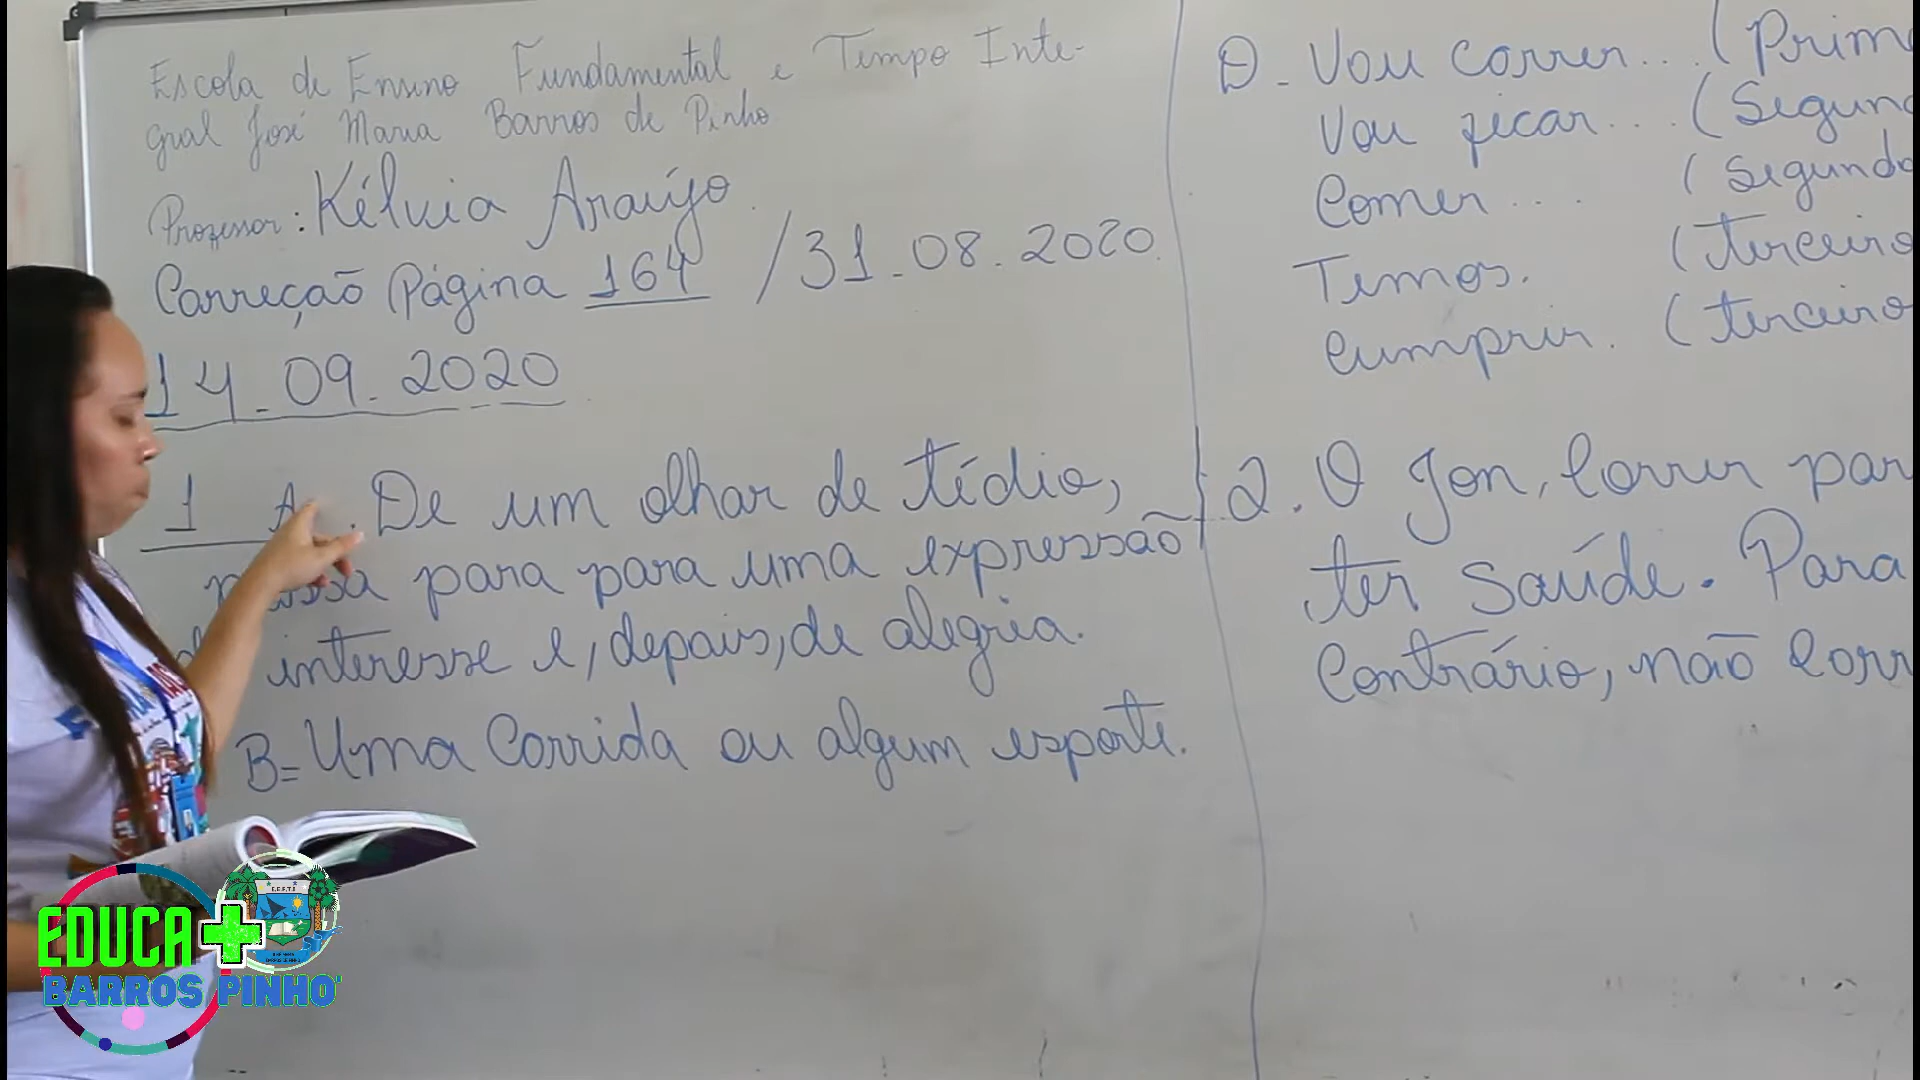 Escola de Ensino Fundamental e Tempo Inte-
gral José Maria Barros de Pinho
Professor: Kélvia Araújo.
Correção Página 164 / 31-08.2020.
14-09.2020.
1 A. De um olhar de tédio,
para para uma expressão
interesse e, depois, de alegria.
B= Uma Corrida ou algum esporte.
D- Vou correr... (Prime
Vou ficar... (Segund
Comer... (Segundo
Temos. (terceiro
Cumprir. (terceiro
2. O Jon, Correr par
ter Saúde. Para
Contrário, não Corr
EDUCA+
BARROS PINHO